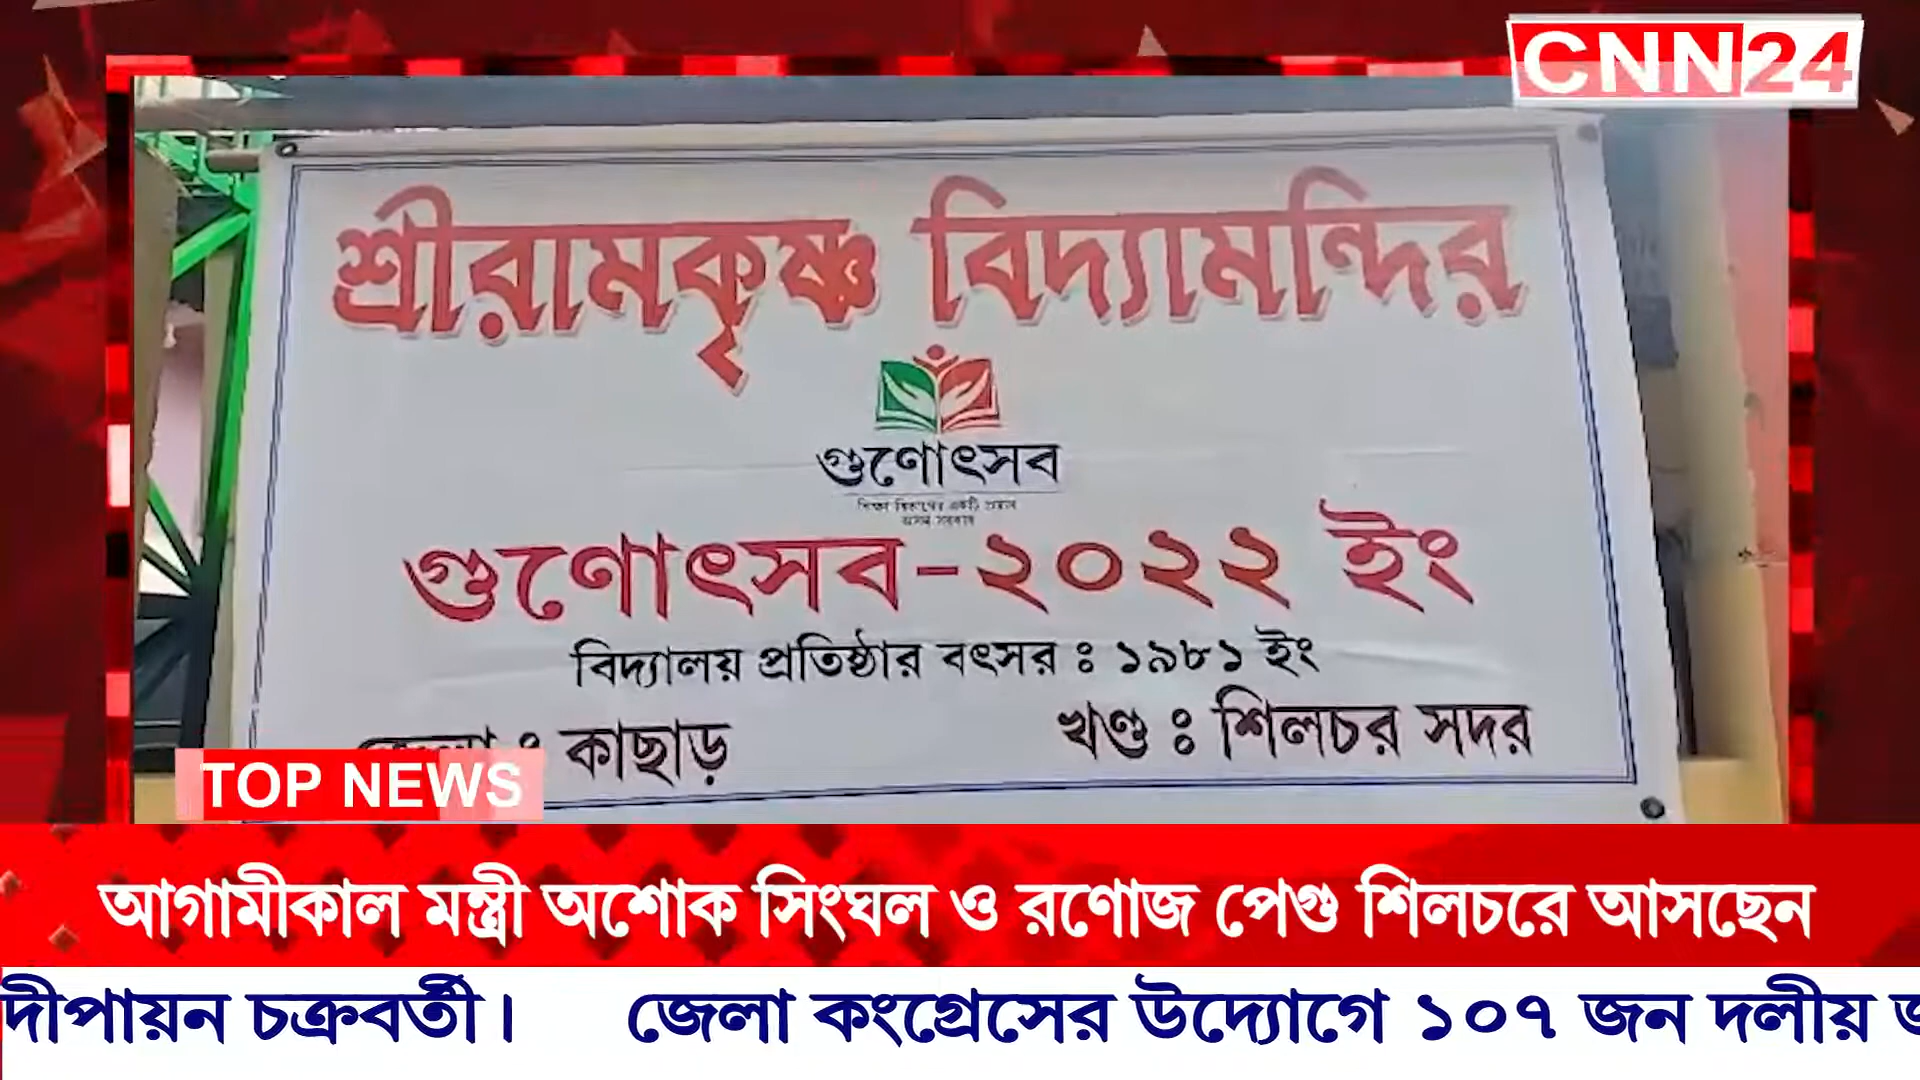 CNN24
শ্রীরামকৃষ্ণ বিদ্যামন্দির
গুণোৎসব
গুণোৎসব-২০২২ ইং
বিদ্যালয় প্রতিষ্ঠার বৎসর ঃ ১৯৮১ ইং
জেলা ঃ কাছাড় খণ্ড ঃ শিলচর সদর
TOP NEWS
আগামীকাল মন্ত্রী অশোক সিংঘল ও রণোজ পেগু শিলচরে আসছেন
দীপায়ন চক্রবর্তী। জেলা কংগ্রেসের উদ্যোগে ১০৭ জন দলীয়